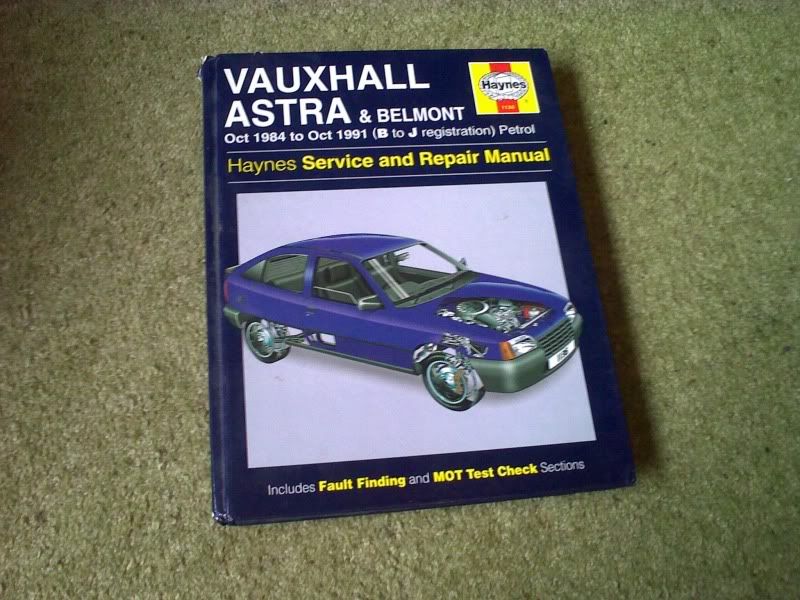 VAUXHALL
ASTRA & BELMONT
Oct 1984 to Oct 1991 (B to J registration) Petrol
Haynes Service and Repair Manual
Haynes
Includes Fault Finding and MOT Test Check Sections